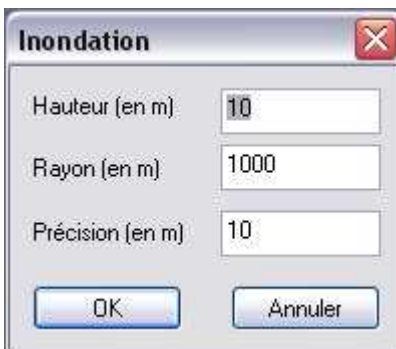 Inondation
Hauteur (en m) 10
Rayon (en m) 1000
Précision (en m) 10
OK Annuler